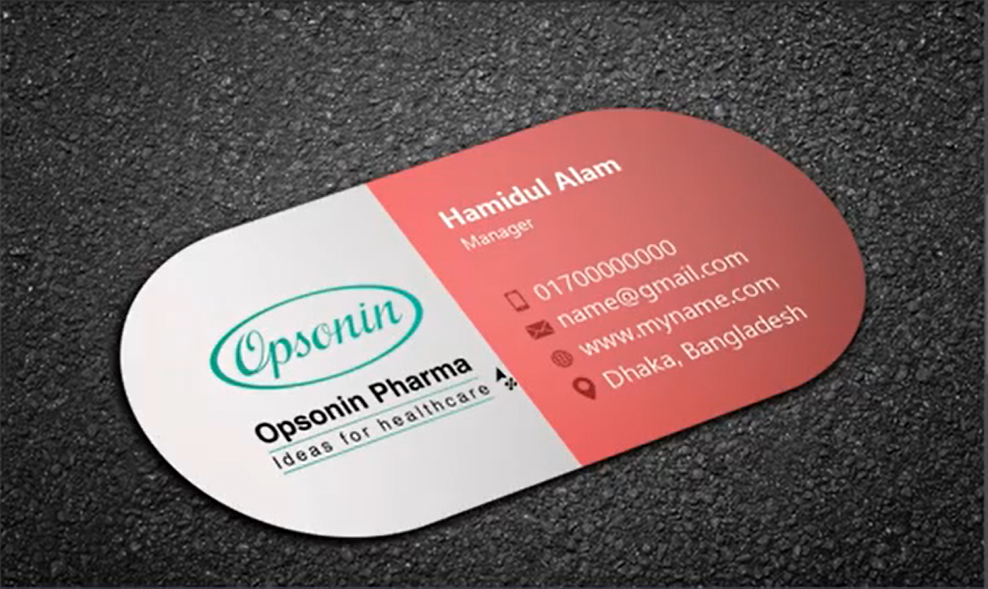 Opsonin
Opsonin Pharma
Ideas for healthcare
Hamidul Alam
Manager
01700000000
name@gmail.com
www.myname.com
Dhaka, Bangladesh